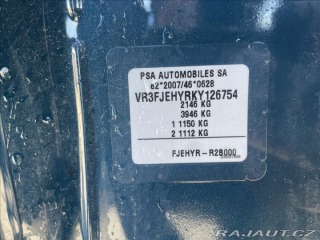 PSA AUTOMOBILES SA
e2*2007/46*0628
VR3FJEHYRKY126754
2146 KG
3946 KG
1 1150 KG
2 1112 KG
FJEHYR-R2B000
RAJAUT.CZ